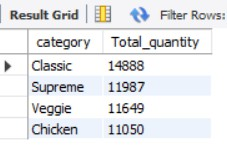 Result Grid Filter Rows:
category Total_quantity
Classic 14888
Supreme 11987
Veggie 11649
Chicken 11050